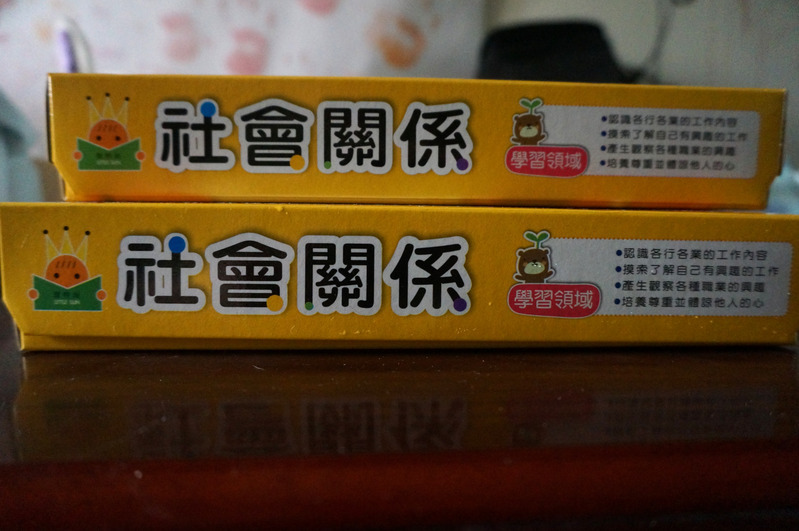 社會關係
學習領域
•認識各行各業的工作內容
•摸索了解自己有興趣的工作
•產生觀察各種職業的興趣
•培養尊重並體諒他人的心
社會關係
學習領域
•認識各行各業的工作內容
•摸索了解自己有興趣的工作
•產生觀察各種職業的興趣
•培養尊重並體諒他人的心